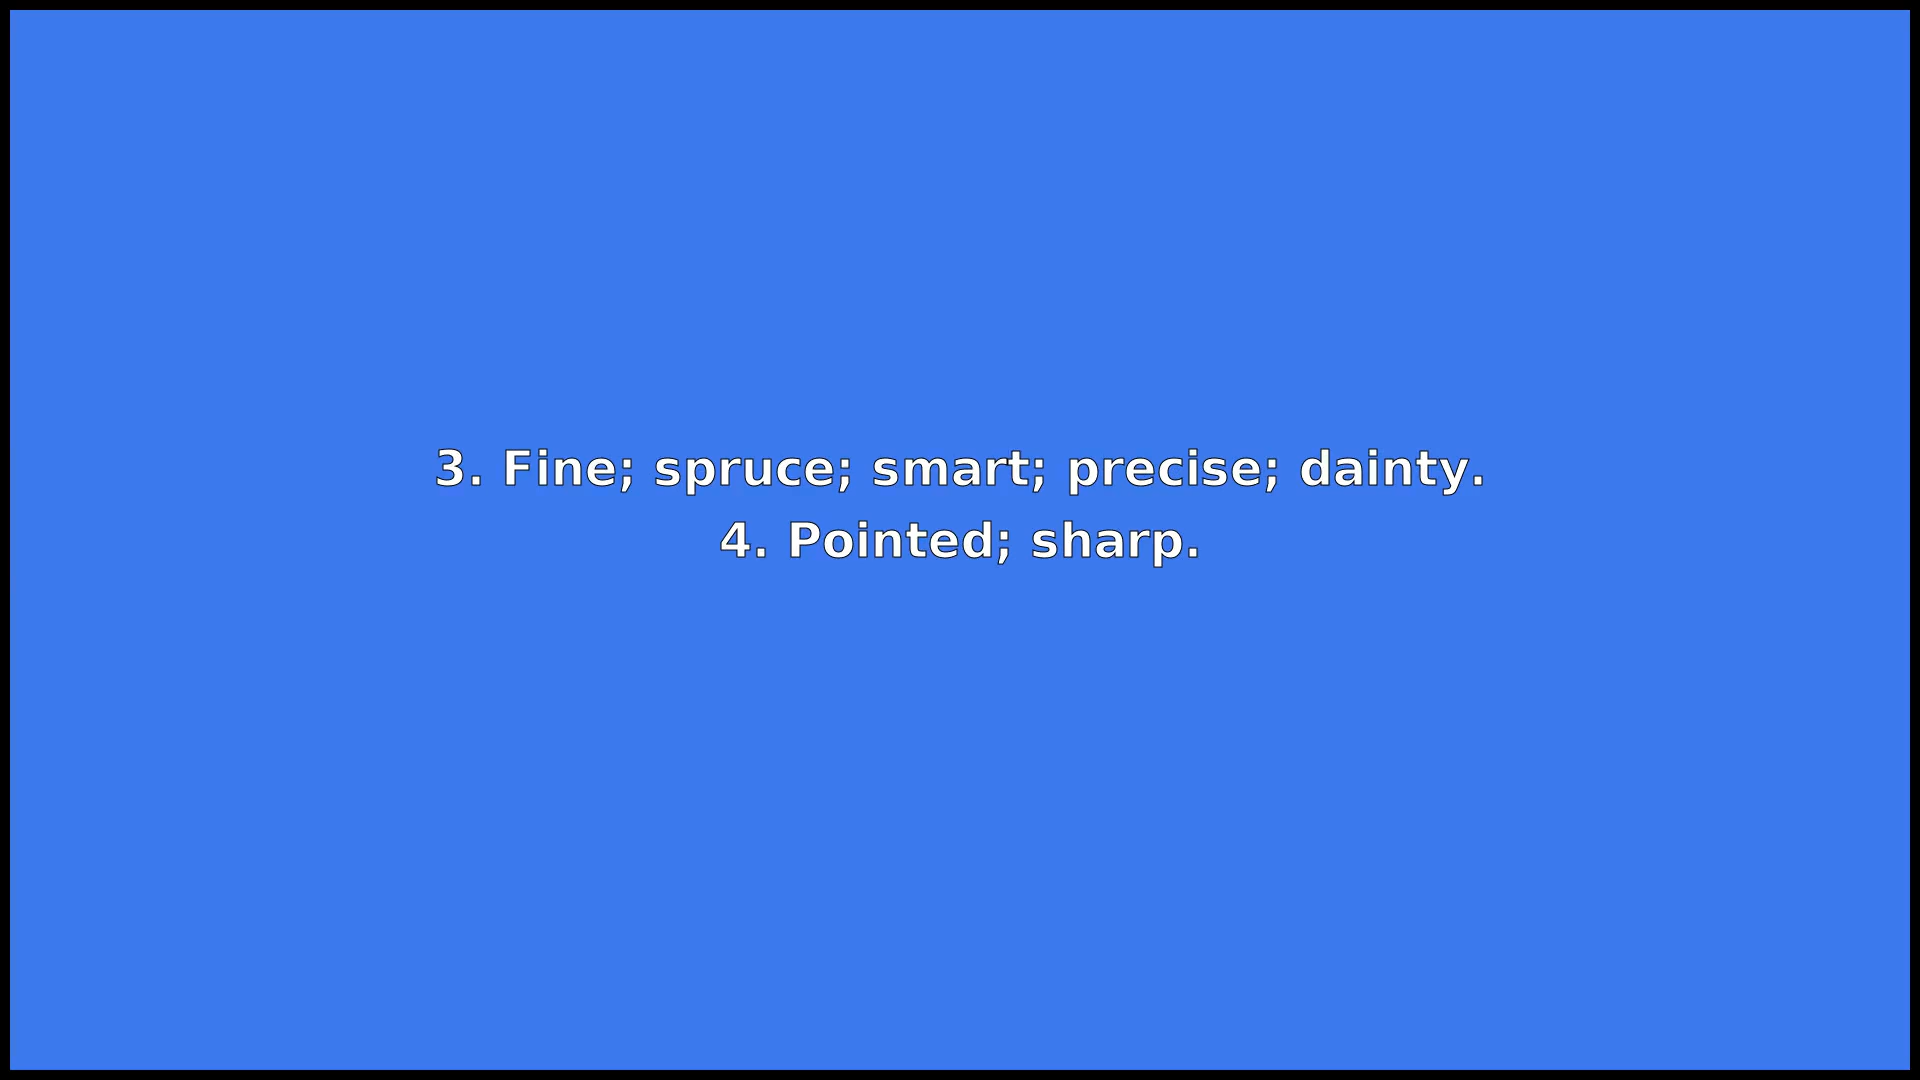 3. Fine; spruce; smart; precise; dainty.
4. Pointed; sharp.